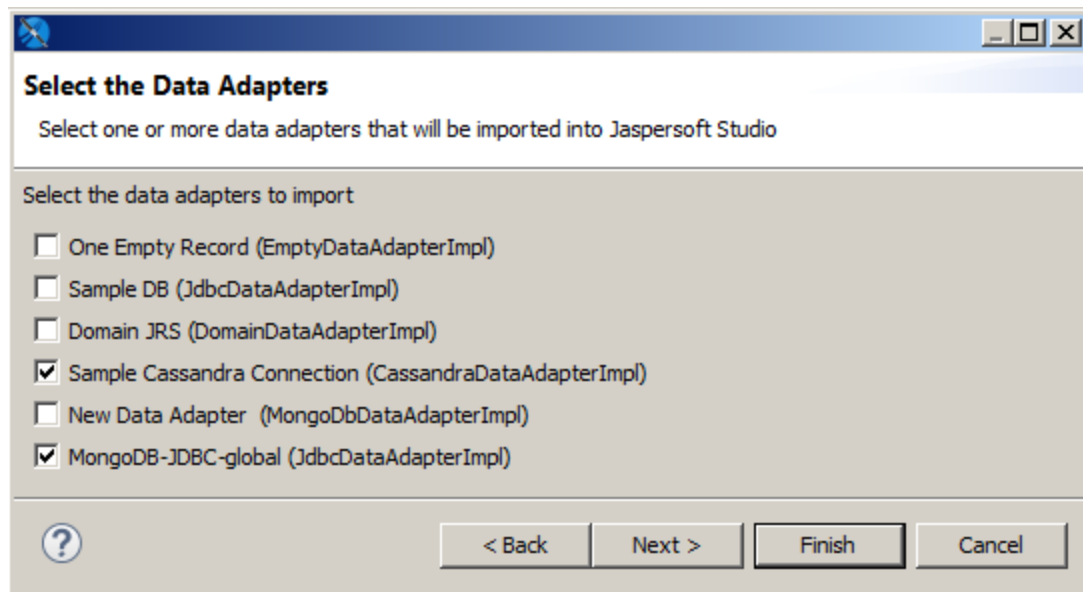 Select the Data Adapters
Select one or more data adapters that will be imported into Jaspersoft Studio
Select the data adapters to import
One Empty Record (EmptyDataAdapterImpl)
Sample DB (JdbcDataAdapterImpl)
Domain JRS (DomainDataAdapterImpl)
Sample Cassandra Connection (CassandraDataAdapterImpl)
New Data Adapter  (MongoDbDataAdapterImpl)
MongoDB-JDBC-global (JdbcDataAdapterImpl)
? < Back Next > Finish Cancel